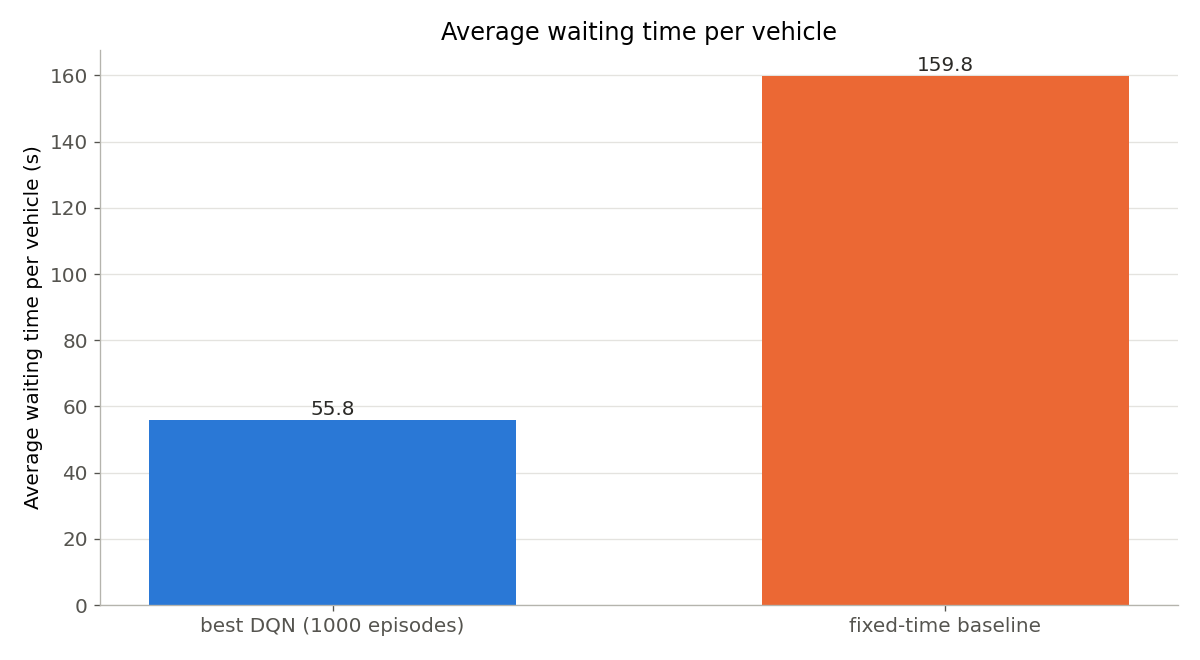 Average waiting time per vehicle
Average waiting time per vehicle (s)
160
140
120
100
80
60
40
20
0
159.8
55.8
best DQN (1000 episodes)
fixed-time baseline